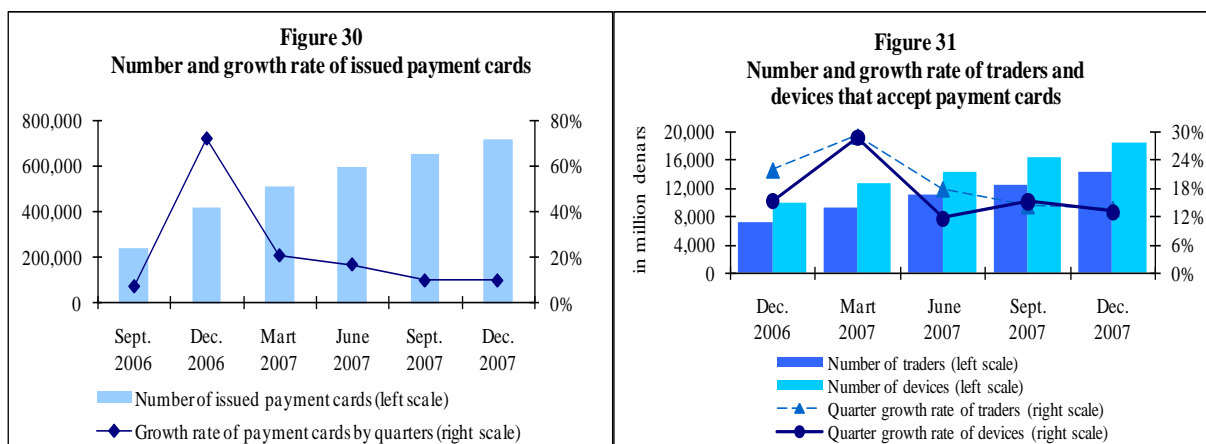 Figure 30
Number and growth rate of issued payment cards
800,000
600,000
400,000
200,000
0
80%
60%
40%
20%
0%
Sept. 2006
Dec. 2006
Mart 2007
June 2007
Sept. 2007
Dec. 2007
Number of issued payment cards (left scale)
Growth rate of payment cards by quarters (right scale)
Figure 31
Number and growth rate of traders and
devices that accept payment cards
in million denars
20,000
16,000
12,000
8,000
4,000
0
30%
24%
18%
12%
6%
0%
Dec. 2006
Mart 2007
June 2007
Sept. 2007
Dec. 2007
Number of traders (left scale)
Number of devices (left scale)
Quarter growth rate of traders (right scale)
Quarter growth rate of devices (right scale)